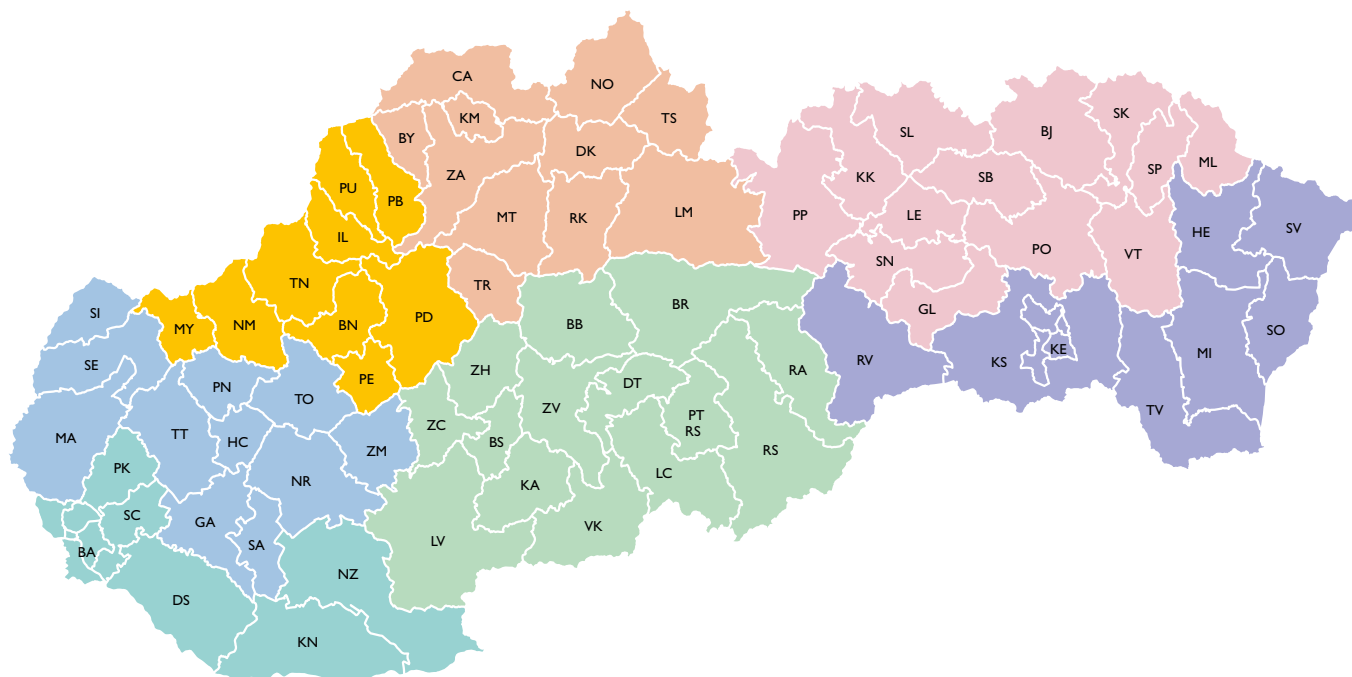 CA
NO
KM
TS
BY
DK
ZA
PU
PB
MT
RK
LM
IL
TN
TR
SL
BJ
SK
SP
ML
KK
SB
LE
PP
PO
VT
HE
SV
SN
GL
SI
MY
NM
BN
PD
BB
BR
SE
PE
ZH
RV
KS
KE
MI
SO
PN
TO
DT
RA
ZV
PT
RS
TV
MA
TT
HC
ZM
ZC
BS
LC
RS
PK
NR
KA
SC
GA
SA
LV
VK
BA
DS
NZ
KN